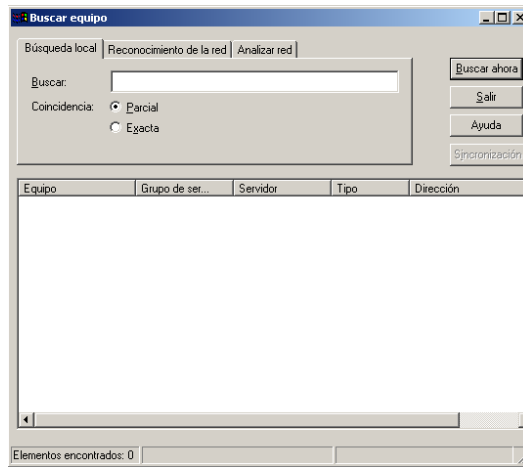 Buscar equipo
Búsqueda local Reconocimiento de la red Analizar red
Buscar:
Coincidencia: Parcial
Exacta
Buscar ahora
Salir
Ayuda
Sincronización
Equipo Grupo de ser... Servidor Tipo Dirección
Elementos encontrados: 0